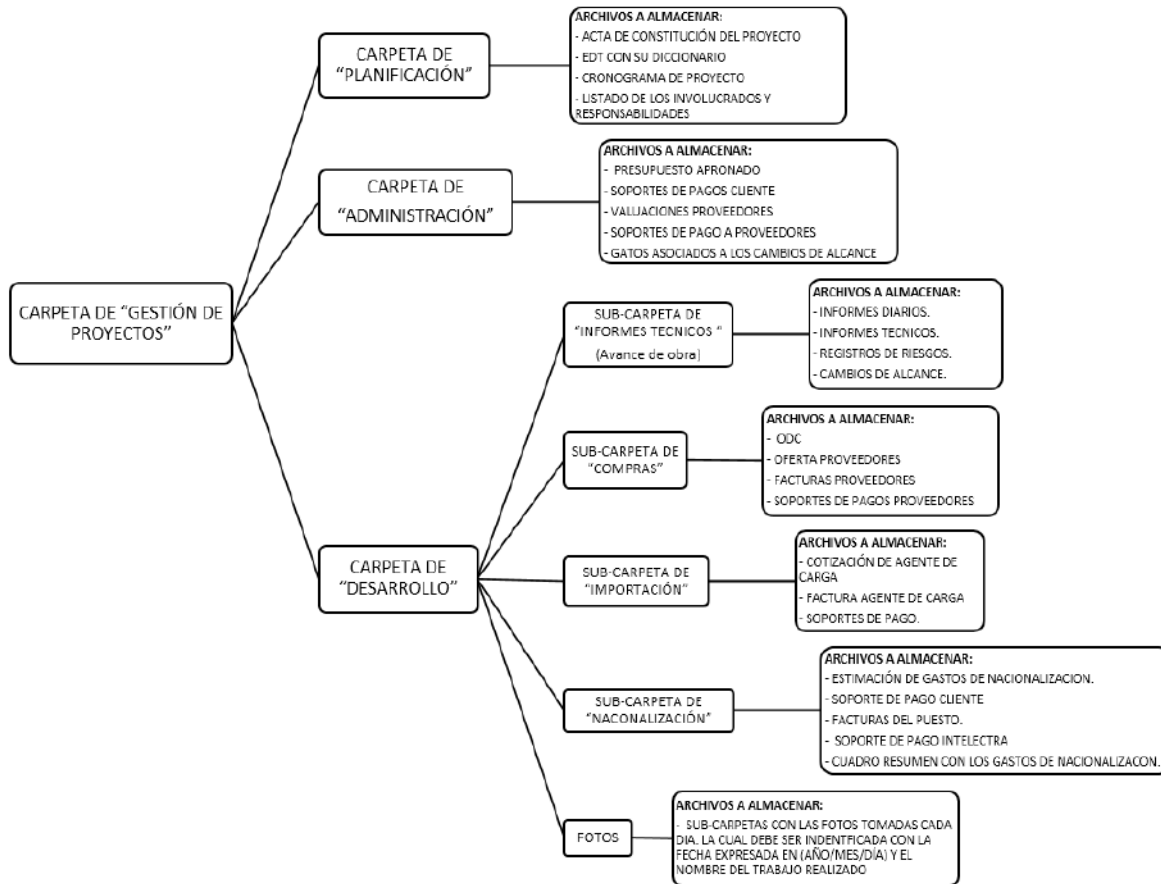 CARPETA DE “GESTIÓN DE
PROYECTOS”
CARPETA DE
“PLANIFICACIÓN”
ARCHIVOS A ALMACENAR:
- ACTA DE CONSTITUCIÓN DEL PROYECTO
- EDT CON SU DICCIONARIO
- CRONOGRAMA DE PROYECTO
- LISTADO DE LOS INVOLUCRADOS Y
RESPONSABILIDADES
CARPETA DE
“ADMINISTRACIÓN”
ARCHIVOS A ALMACENAR:
- PRESUPUESTO APRONADO
- SOPORTES DE PAGOS CLIENTE
- VALUACIONES PROVEEDORES
- SOPORTES DE PAGO A PROVEEDORES
- GATOS ASOCIADOS A LOS CAMBIOS DE ALCANCE
CARPETA DE
“DESARROLLO”
SUB-CARPETA DE
“INFORMES TECNICOS “
(Avance de obra)
ARCHIVOS A ALMACENAR:
- INFORMES DIARIOS.
- INFORMES TECNICOS.
- REGISTROS DE RIESGOS.
- CAMBIOS DE ALCANCE.
SUB-CARPETA DE
“COMPRAS”
ARCHIVOS A ALMACENAR:
- ODC
- OFERTA PROVEEDORES
- FACTURAS PROVEEDORES
- SOPORTES DE PAGOS PROVEEDORES
SUB-CARPETA DE
“IMPORTACIÓN”
ARCHIVOS A ALMACENAR:
- COTIZACIÓN DE AGENTE DE
CARGA
- FACTURA AGENTE DE CARGA
- SOPORTES DE PAGO.
SUB-CARPETA DE
“NACONALIZACIÓN”
ARCHIVOS A ALMACENAR:
- ESTIMACIÓN DE GASTOS DE NACIONALIZACION.
- SOPORTE DE PAGO CLIENTE
- FACTURAS DEL PUESTO.
- SOPORTE DE PAGO INTELECTRA
- CUADRO RESUMEN CON LOS GASTOS DE NACIONALIZACON.
FOTOS
ARCHIVOS A ALMACENAR:
- SUB-CARPETAS CON LAS FOTOS TOMADAS CADA
DIA. LA CUAL DEBE SER INDENTFICADA CON LA
FECHA EXPRESADA EN (AÑO/MES/DÍA) Y EL
NOMBRE DEL TRABAJO REALIZADO